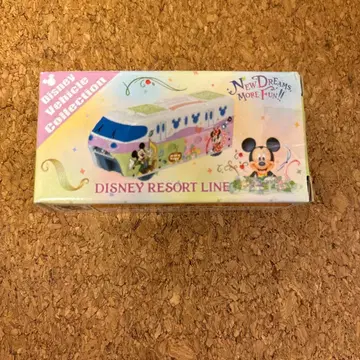 Disney
Vehicle
Collection
NEW DREAMS,
MORE FUN!!
DISNEY RESORT LINE